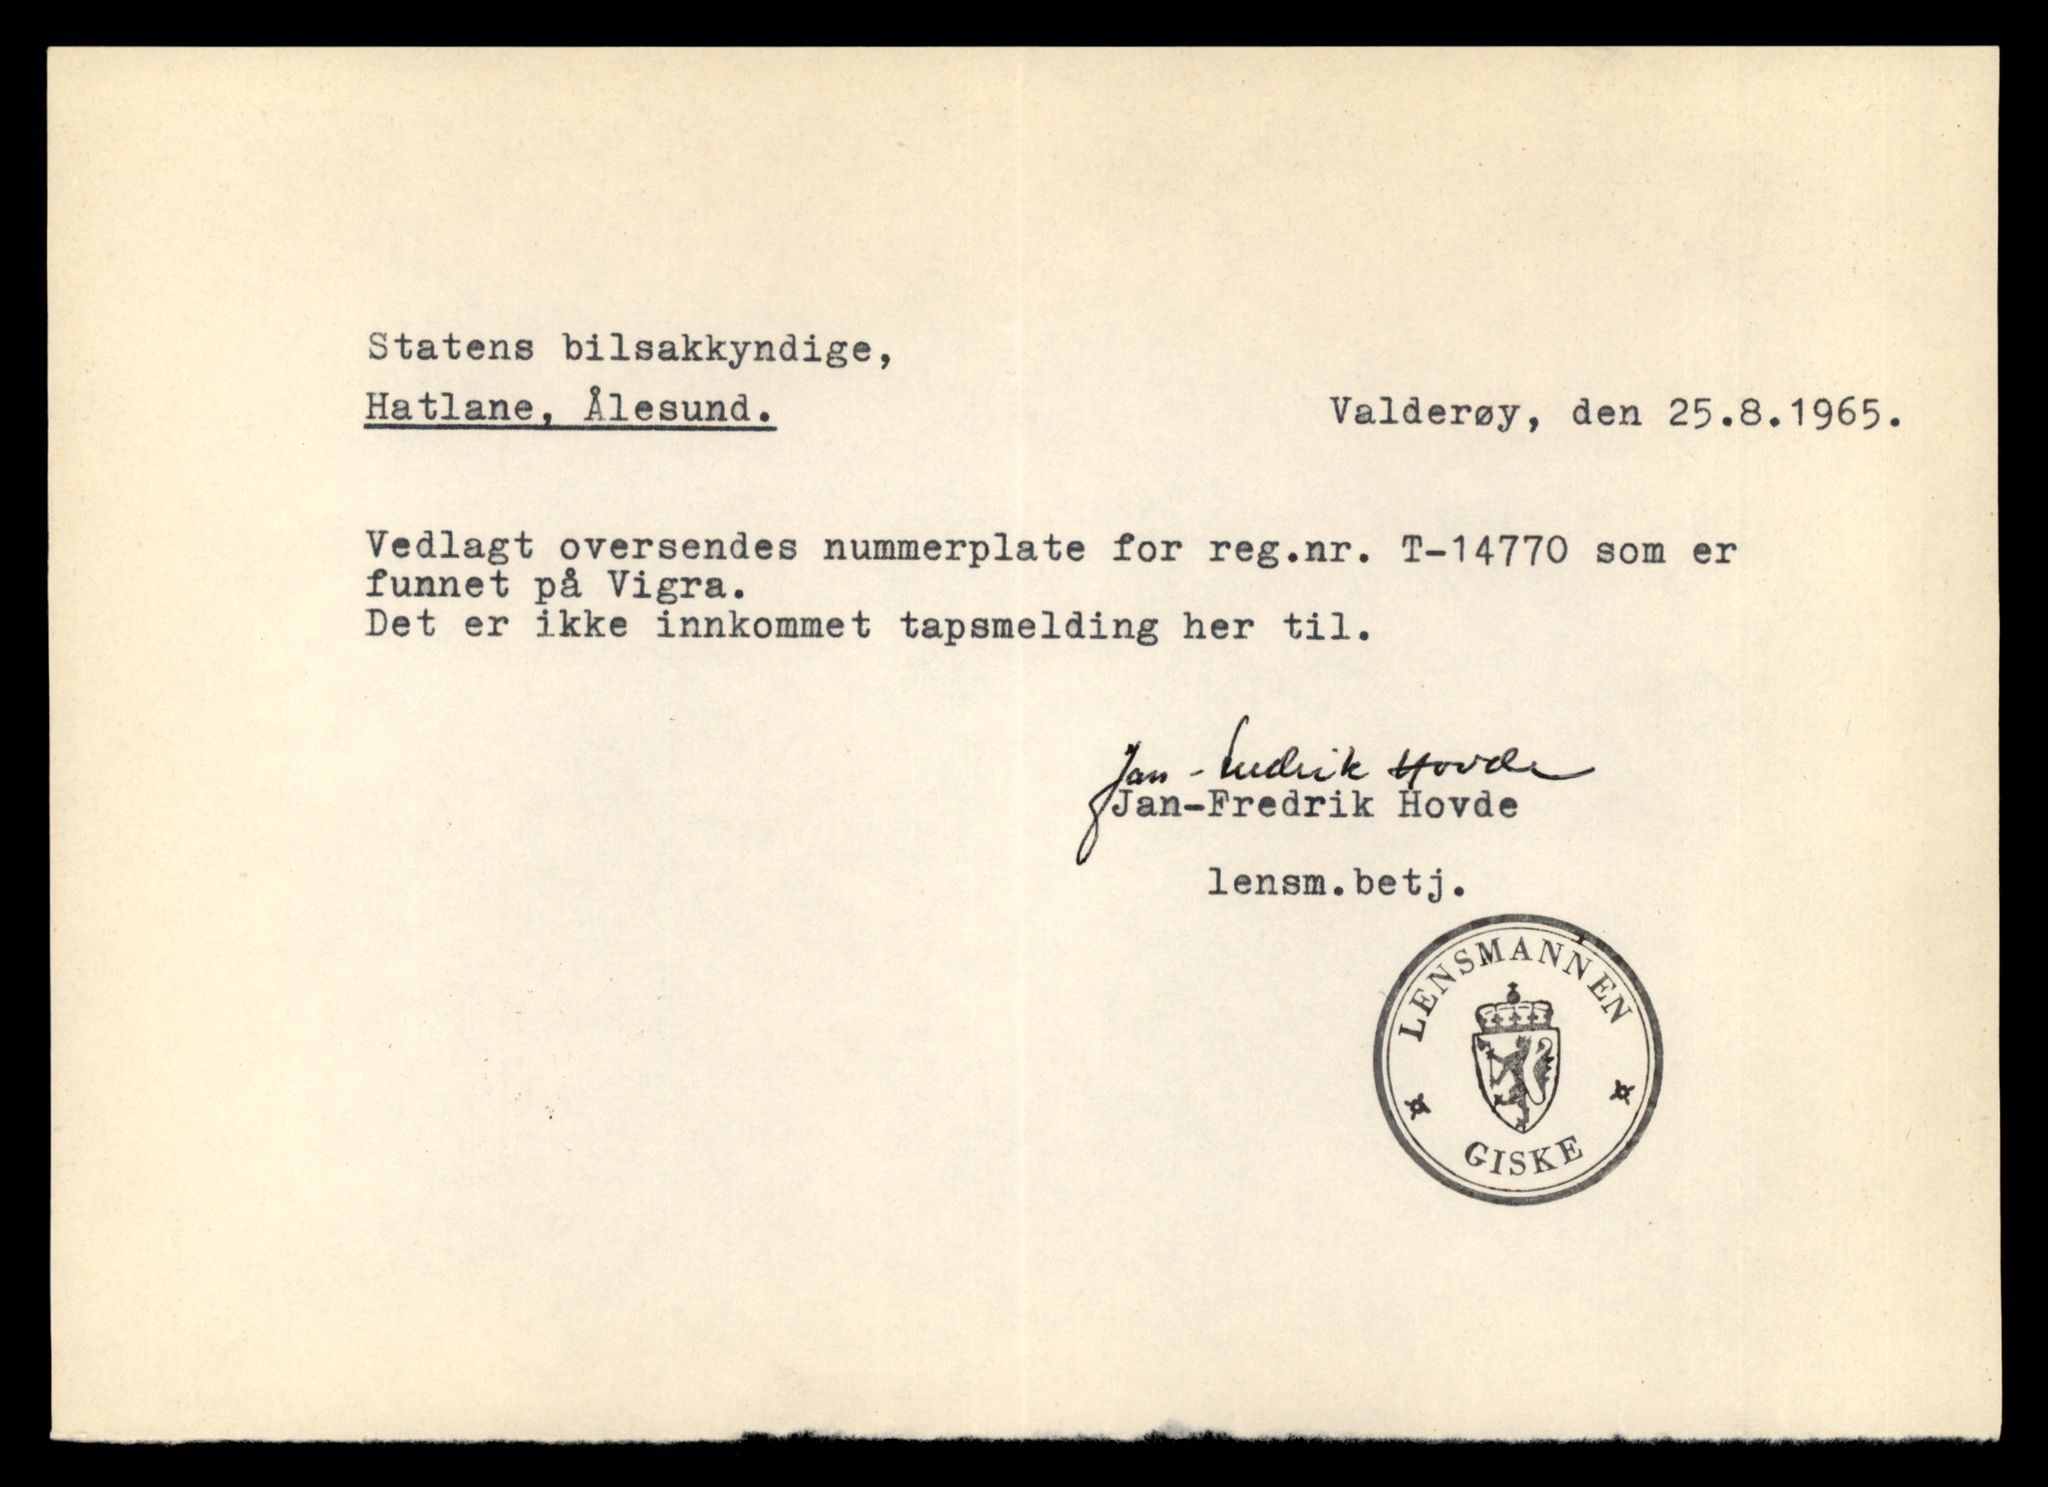 Statens bilsakkyndige,
Hatlane, Ålesund.
Valderøy, den 25.8.1965.
Vedlagt oversendes nummerplate for reg.nr. T-14770 som er
funnet på Vigra.
Det er ikke innkommet tapsmelding her til.
Jan-Fredrik Hovde
Jan-Fredrik Hovde
lensm.betj.
LENSMANNEN
GISKE